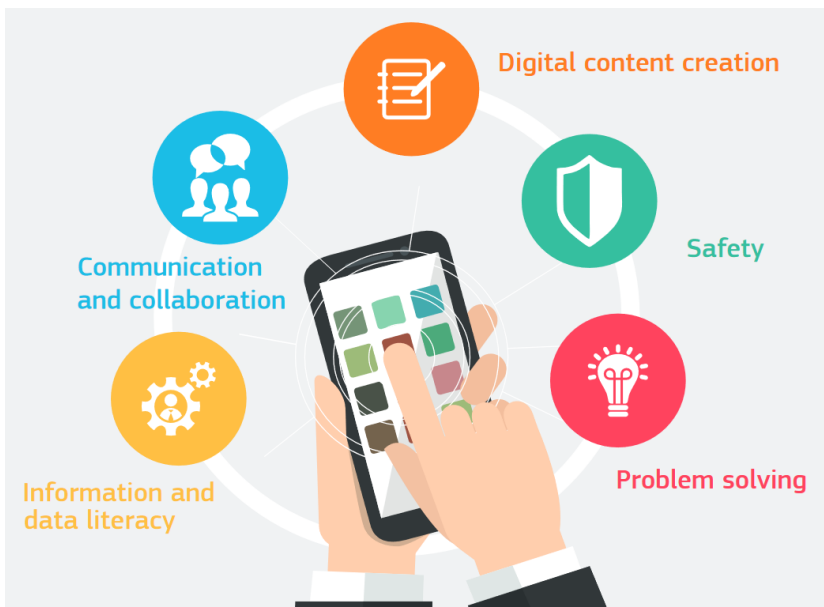 Digital content creation
Safety
Communication
and collaboration
Information and
data literacy
Problem solving